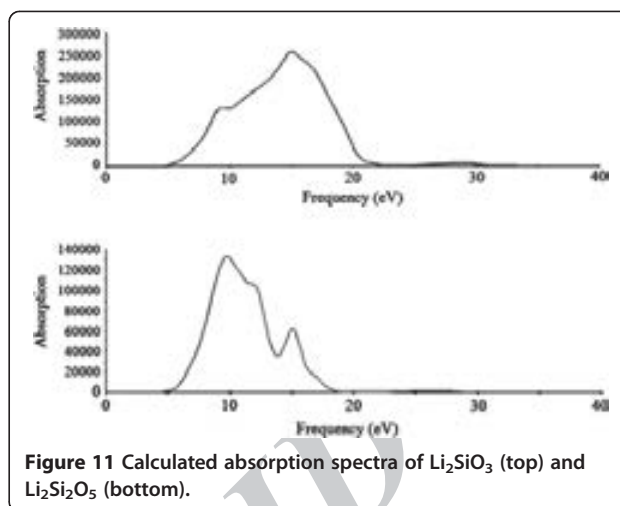 300000
250000
200000
150000
100000
50000
0
Absorption
0 10 20 30 40
Frequency (eV)
140000
120000
100000
80000
60000
40000
20000
0
Absorption
0 10 20 30 40
Frequency (eV)
Figure 11 Calculated absorption spectra of Li₂SiO₃ (top) and
Li₂Si₂O₅ (bottom).